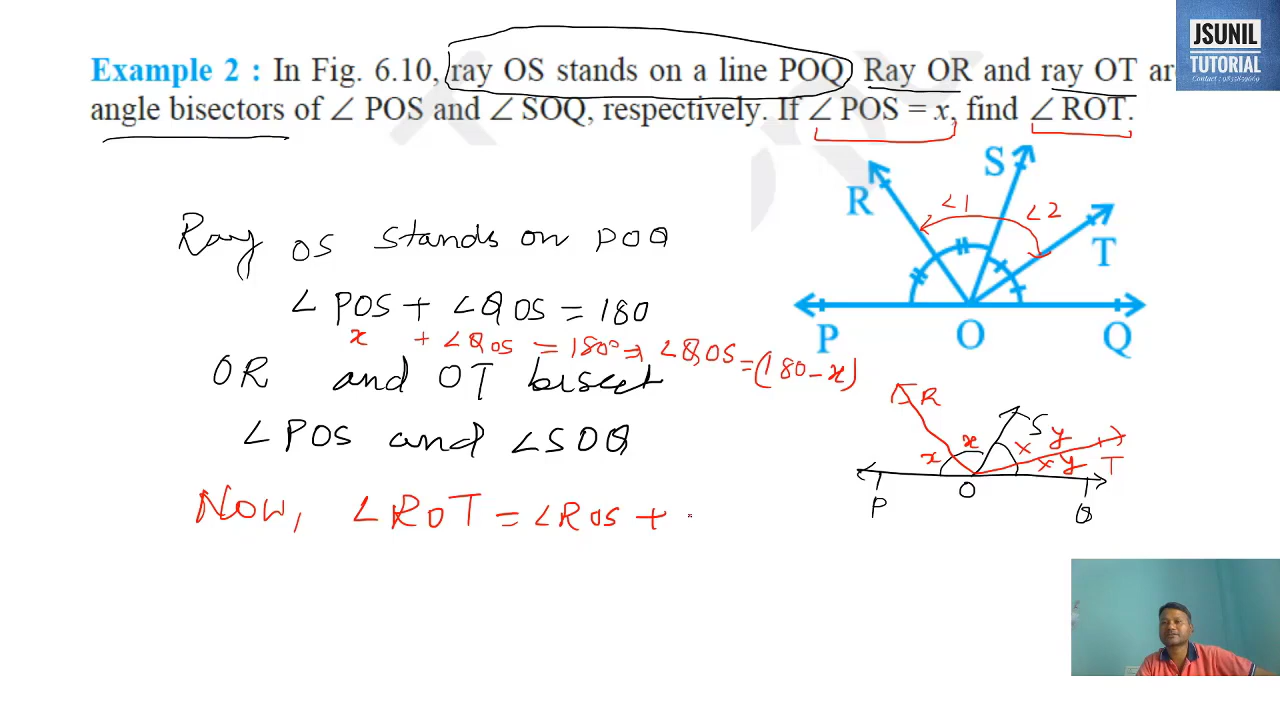 JSUNIL
TUTORIAL
Contact : 9835859669
Example 2 : In Fig. 6.10, ray OS stands on a line POQ. Ray OR and ray OT ar
angle bisectors of ∠ POS and ∠ SOQ, respectively. If ∠ POS = x, find ∠ ROT.
S
R
∠1
∠2
T
P
O
Q
Ray OS stands on POQ
∠POS + ∠QOS = 180
x + ∠QOS = 180° ⇒ ∠QOS = (180 - x)
OR and OT bisect
∠POS and ∠SOQ
Now, ∠ROT = ∠ROS +
R
S
x
x
x
y
x
y
T
P
O
Q